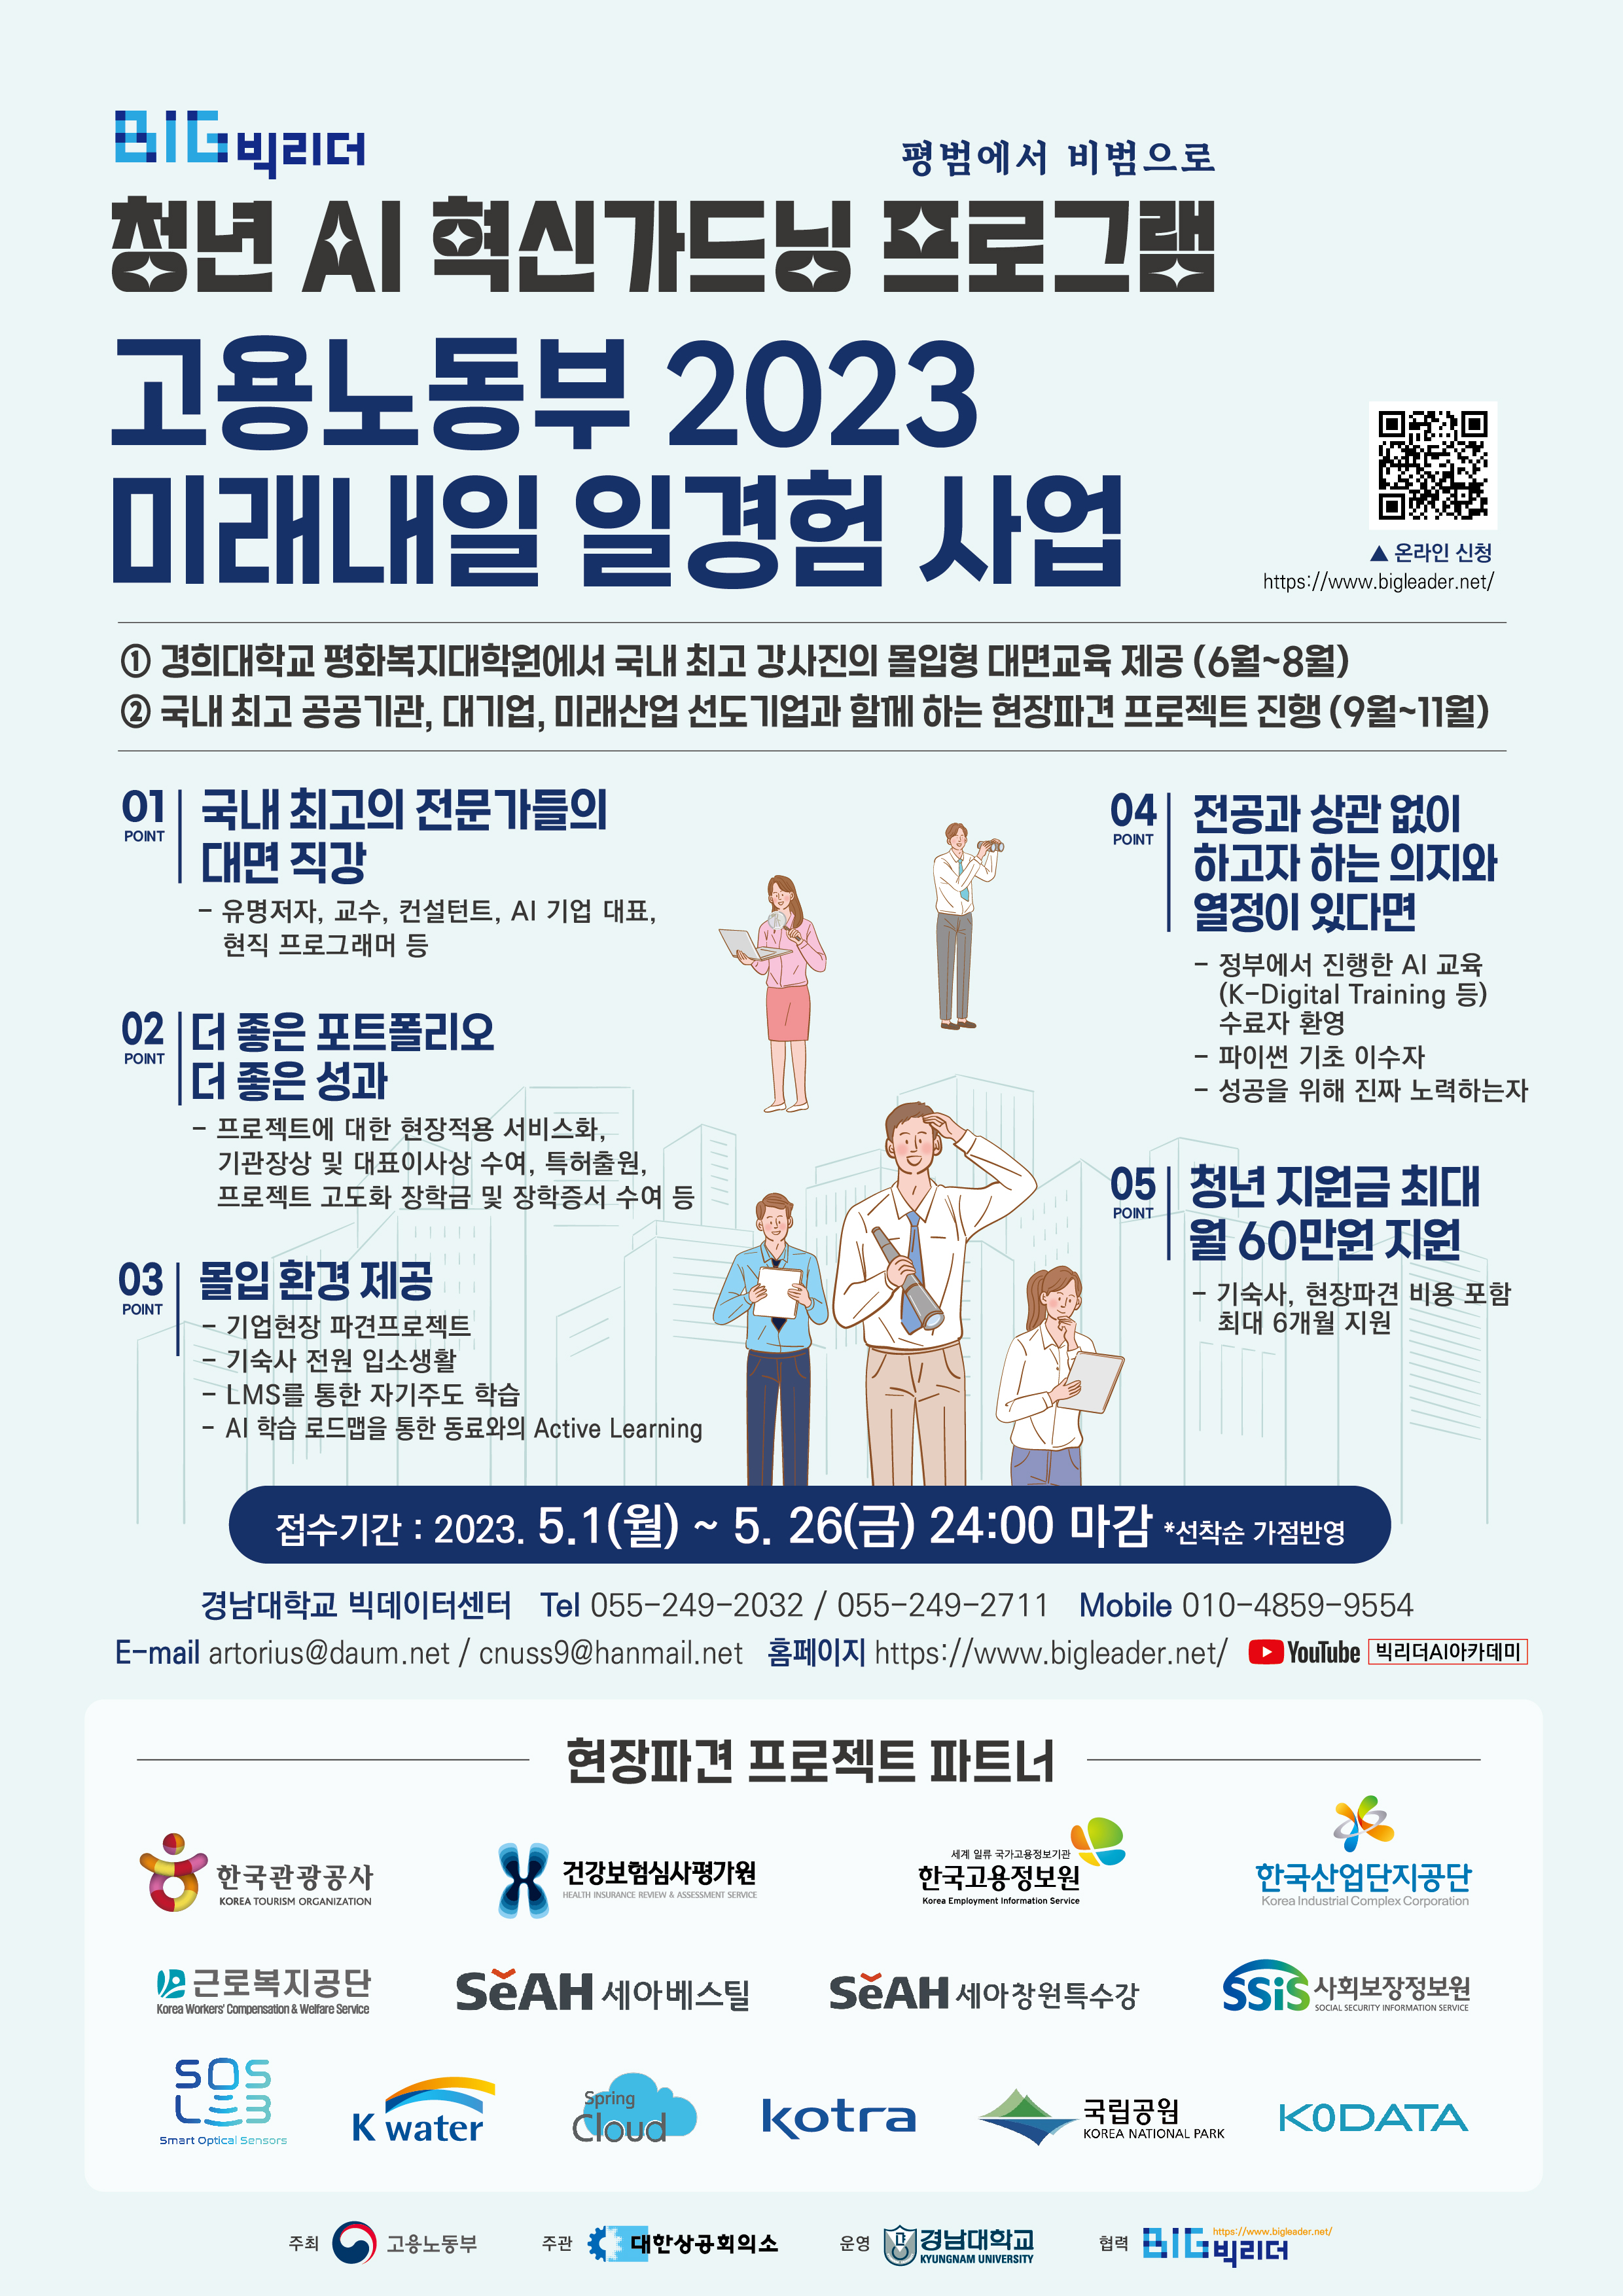 BIG 빅리더
평범에서 비범으로
청년 AI 혁신가드닝 프로그램
고용노동부 2023
미래내일 일경험 사업
▲ 온라인 신청
https://www.bigleader.net/
① 경희대학교 평화복지대학원에서 국내 최고 강사진의 몰입형 대면교육 제공 (6월~8월)
② 국내 최고 공공기관, 대기업, 미래산업 선도기업과 함께 하는 현장파견 프로젝트 진행 (9월~11월)
01 POINT
국내 최고의 전문가들의
대면 직강
- 유명저자, 교수, 컨설턴트, AI 기업 대표,
현직 프로그래머 등
02 POINT
더 좋은 포트폴리오
더 좋은 성과
- 프로젝트에 대한 현장적용 서비스화,
기관장상 및 대표이사상 수여, 특허출원,
프로젝트 고도화 장학금 및 장학증서 수여 등
03 POINT
몰입 환경 제공
- 기업현장 파견프로젝트
- 기숙사 전원 입소생활
- LMS를 통한 자기주도 학습
- AI 학습 로드맵을 통한 동료와의 Active Learning
04 POINT
전공과 상관 없이
하고자 하는 의지와
열정이 있다면
- 정부에서 진행한 AI 교육
(K-Digital Training 등)
수료자 환영
- 파이썬 기초 이수자
- 성공을 위해 진짜 노력하는자
05 POINT
청년 지원금 최대
월 60만원 지원
- 기숙사, 현장파견 비용 포함
최대 6개월 지원
접수기간 : 2023. 5.1(월) ~ 5. 26(금) 24:00 마감 *선착순 가점반영
경남대학교 빅데이터센터 Tel 055-249-2032 / 055-249-2711 Mobile 010-4859-9554
E-mail artorius@daum.net / cnuss9@hanmail.net 홈페이지 https://www.bigleader.net/ YouTube 빅리더AI아카데미
현장파견 프로젝트 파트너
한국관광공사
KOREA TOURISM ORGANIZATION
건강보험심사평가원
HEALTH INSURANCE REVIEW & ASSESSMENT SERVICE
세계 일류 국가고용정보기관
한국고용정보원
Korea Employment Information Service
한국산업단지공단
Korea Industrial Complex Corporation
근로복지공단
Korea Workers' Compensation & Welfare Service
SeAH 세아베스틸
SeAH 세아창원특수강
SSiS 사회보장정보원
SOCIAL SECURITY INFORMATION SERVICE
SOS
LEB
Smart Optical Sensors
K water
Spring
Cloud
kotra
국립공원
KOREA NATIONAL PARK
KODATA
주최 고용노동부
주관 대한상공회의소
운영 경남대학교
KYUNGNAM UNIVERSITY
협력 BIG 빅리더
https://www.bigleader.net/